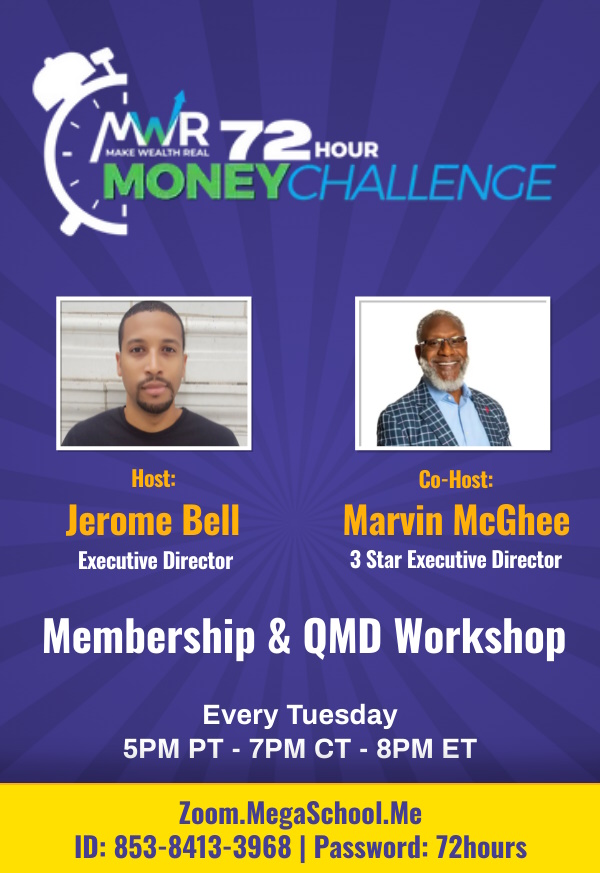 MWR
MAKE WEALTH REAL
72 HOUR
MONEY CHALLENGE
Host:
Jerome Bell
Executive Director
Co-Host:
Marvin McGhee
3 Star Executive Director
Membership & QMD Workshop
Every Tuesday
5PM PT - 7PM CT - 8PM ET
Zoom.MegaSchool.Me
ID: 853-8413-3968 | Password: 72hours